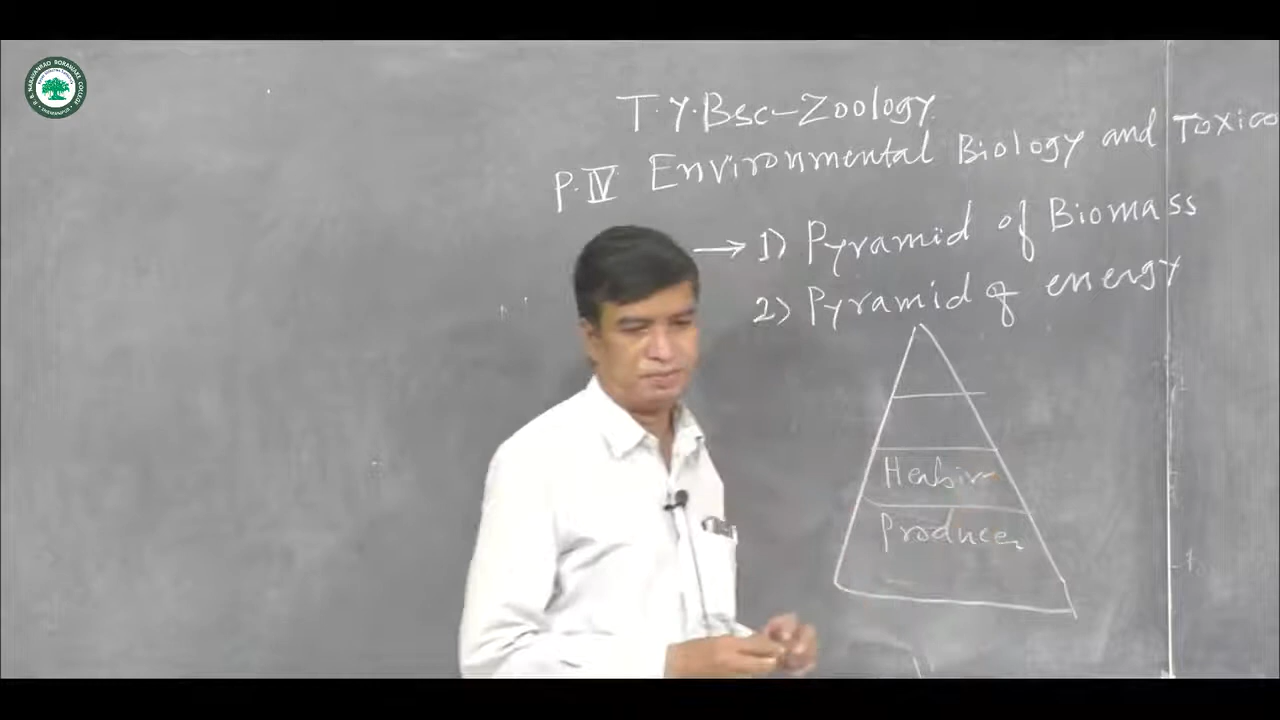 T.Y.Bsc-Zoology
P.IV Environmental Biology and Toxico
→ 1) Pyramid of Biomass
2) Pyramid of energy
Herbiv
Producer